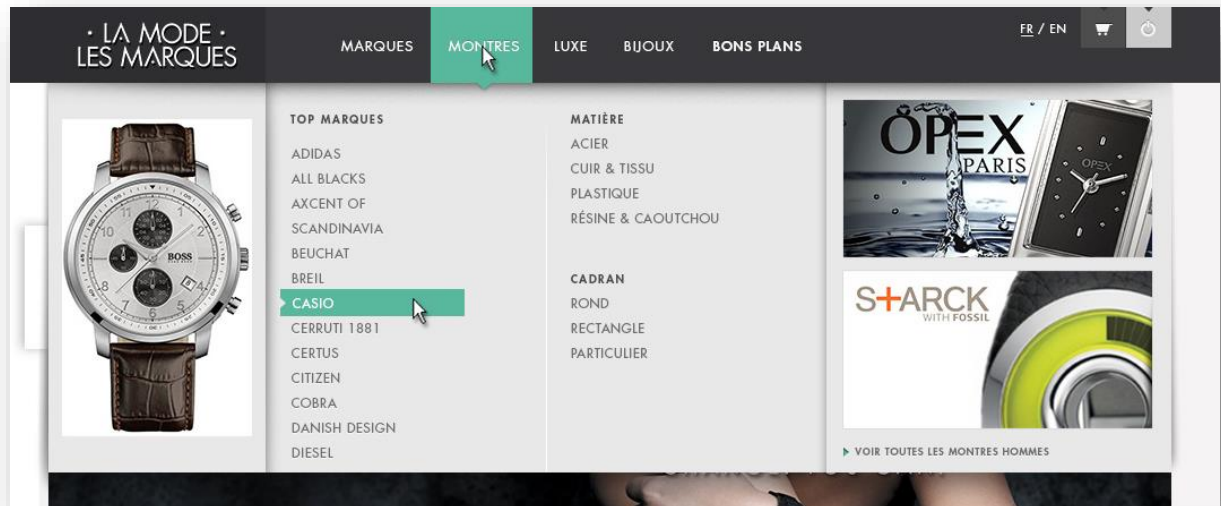 · LA MODE ·
LES MARQUES
MARQUES
MONTRES
LUXE
BIJOUX
BONS PLANS
FR / EN
BOSS
TOP MARQUES
ADIDAS
ALL BLACKS
AXCENT OF
SCANDINAVIA
BEUCHAT
BREIL
CASIO
CERRUTI 1881
CERTUS
CITIZEN
COBRA
DANISH DESIGN
DIESEL
MATIÈRE
ACIER
CUIR & TISSU
PLASTIQUE
RÉSINE & CAOUTCHOU
CADRAN
ROND
RECTANGLE
PARTICULIER
OPEX
PARIS
OPEX
S+ARCK
WITH FOSSIL
VOIR TOUTES LES MONTRES HOMMES